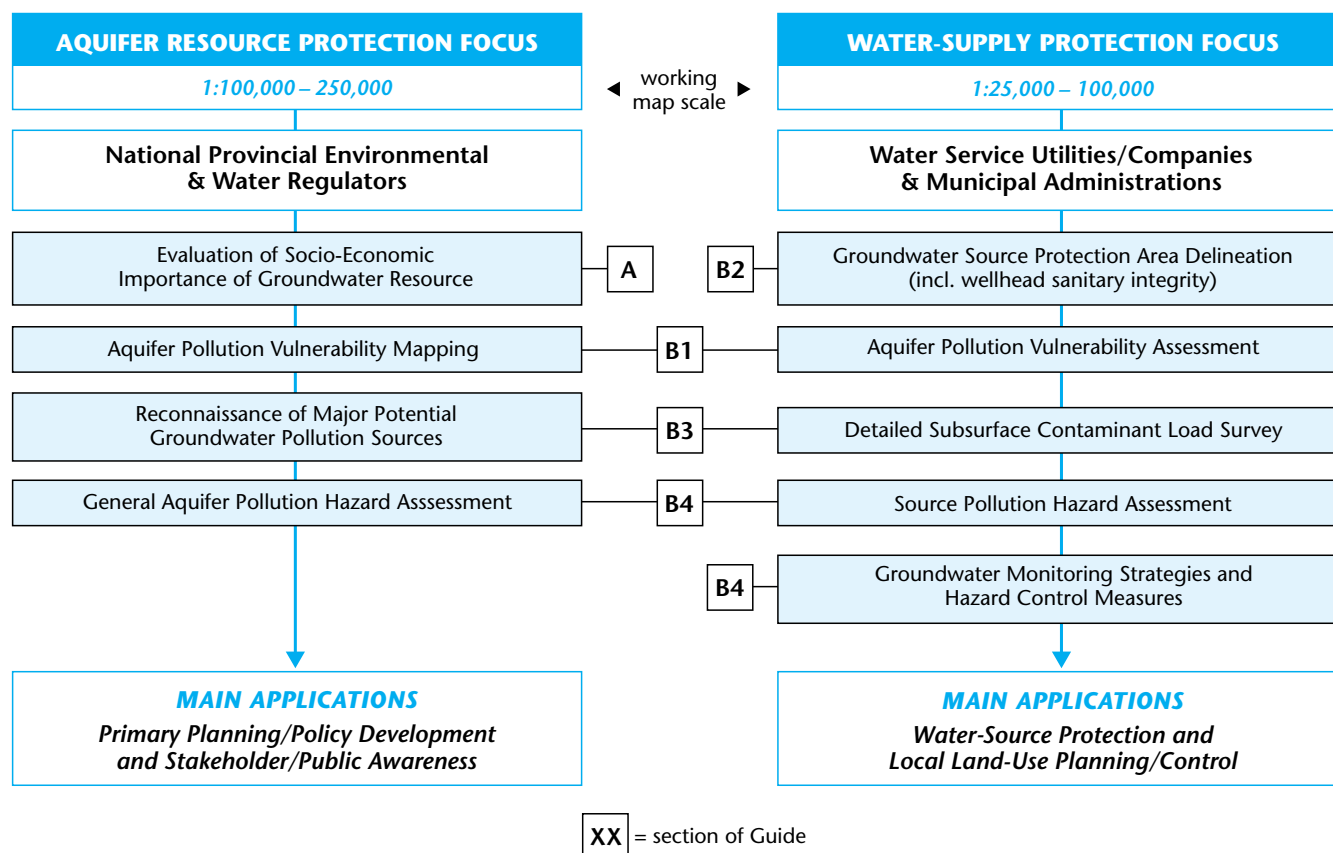 AQUIFER RESOURCE PROTECTION FOCUS
1:100,000 – 250,000
National Provincial Environmental
& Water Regulators
Evaluation of Socio-Economic
Importance of Groundwater Resource
A
Aquifer Pollution Vulnerability Mapping
B1
Reconnaissance of Major Potential
Groundwater Pollution Sources
B3
General Aquifer Pollution Hazard Asssessment
B4
MAIN APPLICATIONS
Primary Planning/Policy Development
and Stakeholder/Public Awareness
working
map scale
WATER-SUPPLY PROTECTION FOCUS
1:25,000 – 100,000
Water Service Utilities/Companies
& Municipal Administrations
B2
Groundwater Source Protection Area Delineation
(incl. wellhead sanitary integrity)
Aquifer Pollution Vulnerability Assessment
Detailed Subsurface Contaminant Load Survey
Source Pollution Hazard Assessment
B4
Groundwater Monitoring Strategies and
Hazard Control Measures
MAIN APPLICATIONS
Water-Source Protection and
Local Land-Use Planning/Control
XX = section of Guide